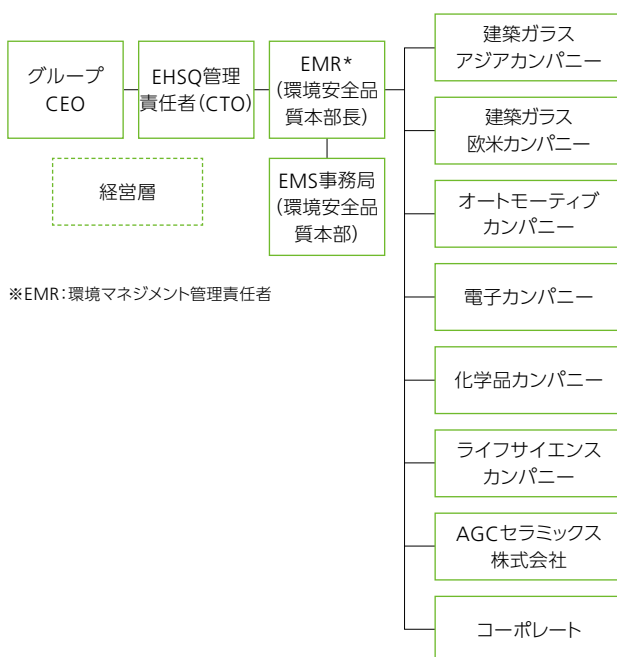 グループ
CEO
EHSQ管理
責任者(CTO)
EMR*
(環境安全品
質本部長)
EMS事務局
(環境安全品
質本部)
経営層
※EMR:環境マネジメント管理責任者
建築ガラス
アジアカンパニー
建築ガラス
欧米カンパニー
オートモーティブ
カンパニー
電子カンパニー
化学品カンパニー
ライフサイエンス
カンパニー
AGCセラミックス
株式会社
コーポレート